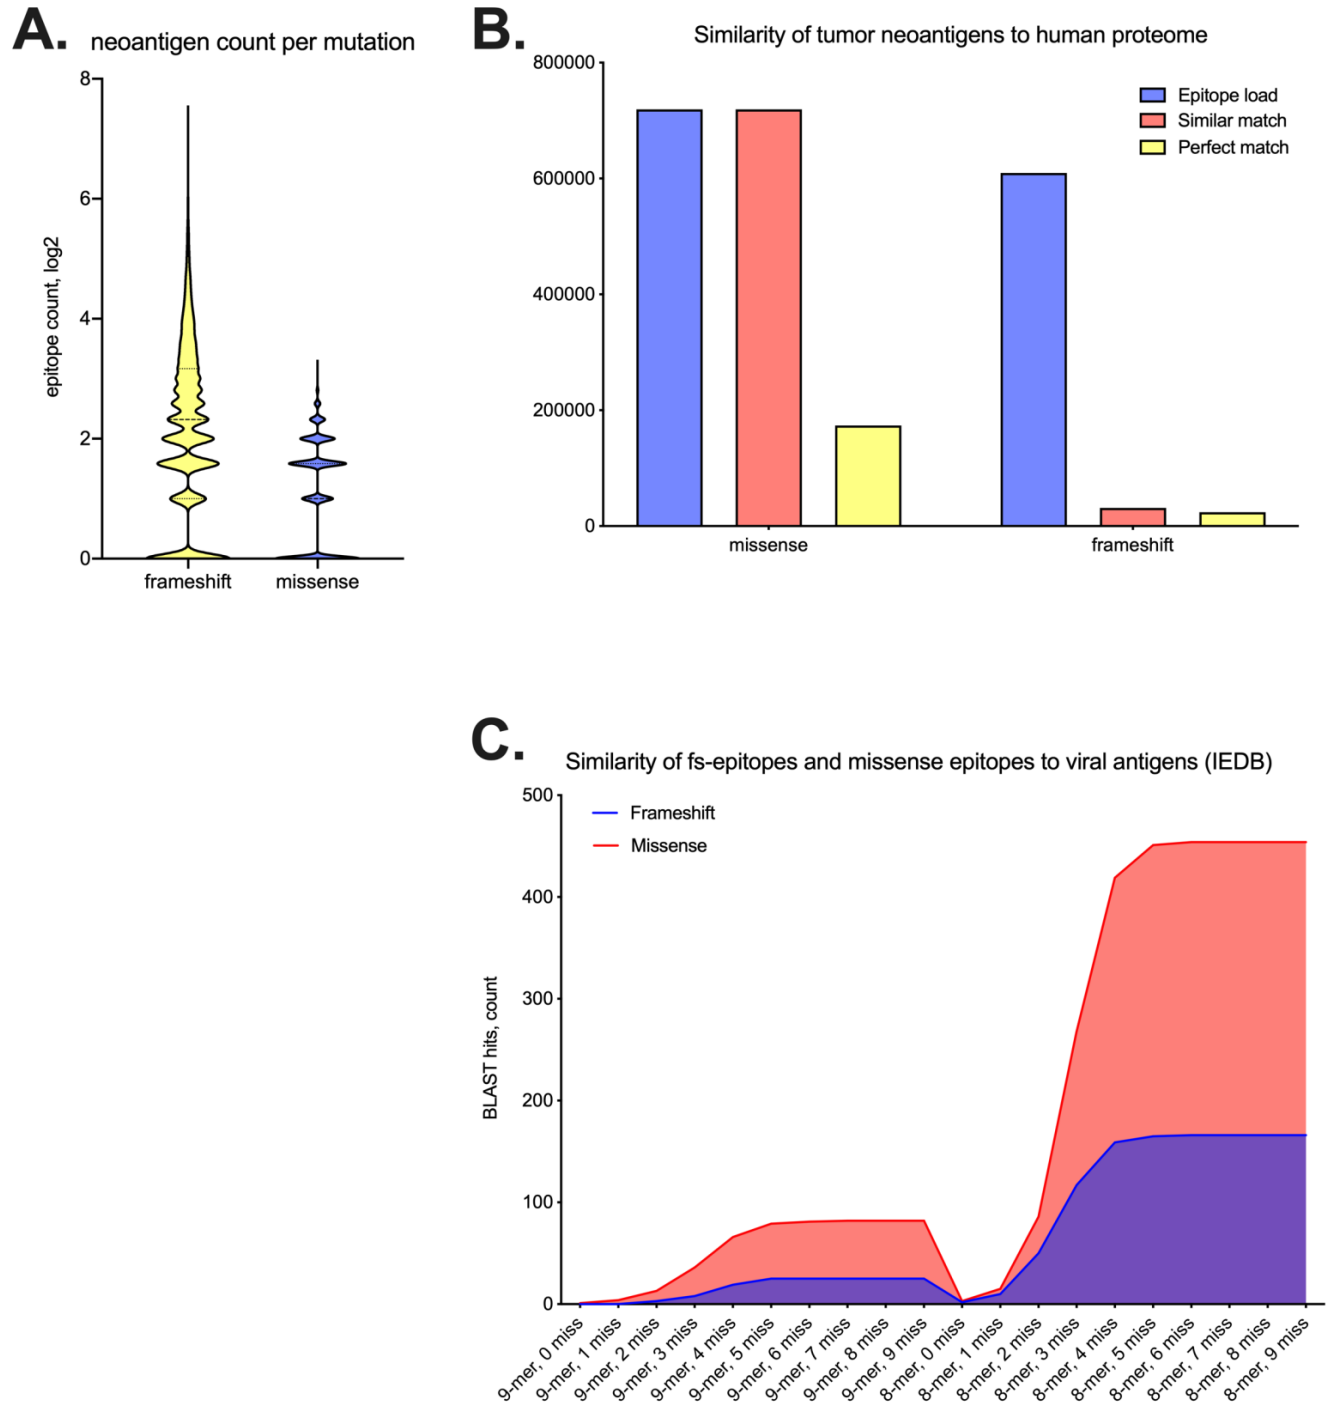 A.
neoantigen count per mutation
8
6
4
2
0
epitope count, log2
frameshift
missense
B.
Similarity of tumor neoantigens to human proteome
800000
600000
400000
200000
0
Epitope load
Similar match
Perfect match
missense
frameshift
C.
Similarity of fs-epitopes and missense epitopes to viral antigens (IEDB)
500
400
300
200
100
0
BLAST hits, count
Frameshift
Missense
9-mer, 0 miss
9-mer, 1 miss
9-mer, 2 miss
9-mer, 3 miss
9-mer, 4 miss
9-mer, 5 miss
9-mer, 6 miss
9-mer, 7 miss
9-mer, 8 miss
9-mer, 9 miss
8-mer, 0 miss
8-mer, 1 miss
8-mer, 2 miss
8-mer, 3 miss
8-mer, 4 miss
8-mer, 5 miss
8-mer, 6 miss
8-mer, 7 miss
8-mer, 8 miss
8-mer, 9 miss